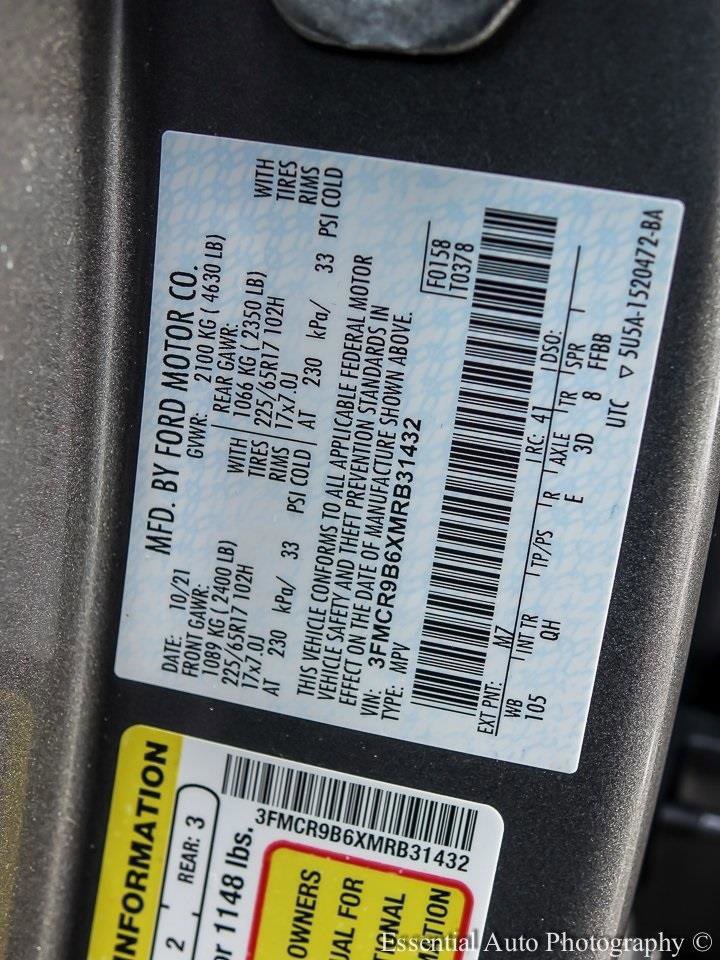 MFD. BY FORD MOTOR CO.
DATE: 10/21 GVWR: 2100 KG ( 4630 LB)
FRONT GAWR: REAR GAWR:
1089 KG ( 2400 LB) WITH 1066 KG ( 2350 LB) WITH
225/65R17 102H TIRES 225/65R17 102H TIRES
17x7.0J RIMS 17x7.0J RIMS
AT 230 kPa/ 33 PSI COLD AT 230 kPa/ 33 PSI COLD
THIS VEHICLE CONFORMS TO ALL APPLICABLE FEDERAL MOTOR
VEHICLE SAFETY AND THEFT PREVENTION STANDARDS IN
EFFECT ON THE DATE OF MANUFACTURE SHOWN ABOVE.
VIN: 3FMCR9B6XMRB31432 F0158
TYPE: MPV T0378
EXT PNT: M7 RC: 41 DSO:
WB INT TR TP/PS R AXLE TR SPR
105 QH E 3D 8 FFBB
UTC ▽ 5U5A-1520472-BA
INFORMATION
2 REAR: 3
or 1148 lbs.
3FMCR9B6XMRB31432
OWNERS
UAL FOR
TIONAL
MATION
Essential Auto Photography ©